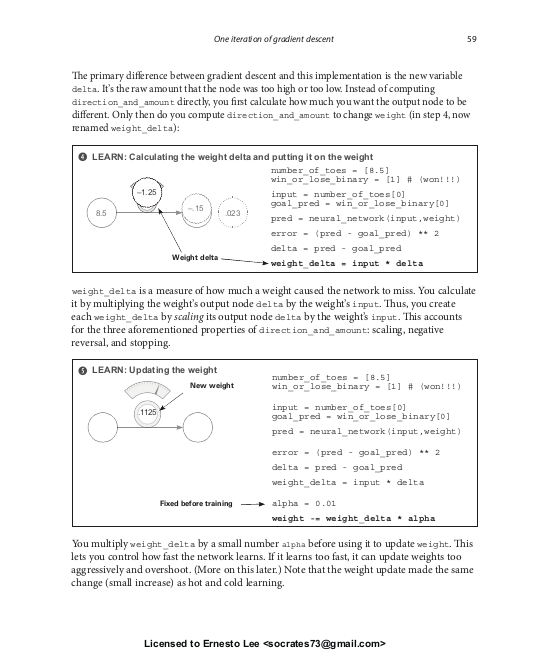 One iteration of gradient descent 59
The primary difference between gradient descent and this implementation is the new variable
delta. It's the raw amount that the node was too high or too low. Instead of computing
direction_and_amount directly, you first calculate how much you want the output node to be
different. Only then do you compute direction_and_amount to change weight (in step 4, now
renamed weight_delta):
4 LEARN: Calculating the weight delta and putting it on the weight
number_of_toes = [8.5]
win_or_lose_binary = [1] # (won!!!)
input = number_of_toes[0]
goal_pred = win_or_lose_binary[0]
pred = neural_network(input,weight)
error = (pred - goal_pred) ** 2
delta = pred - goal_pred
weight_delta = input * delta
8.5
–1.25
–.15
.023
Weight delta
weight_delta is a measure of how much a weight caused the network to miss. You calculate
it by multiplying the weight's output node delta by the weight's input. Thus, you create
each weight_delta by scaling its output node delta by the weight's input. This accounts
for the three aforementioned properties of direction_and_amount: scaling, negative
reversal, and stopping.
5 LEARN: Updating the weight
New weight
.1125
number_of_toes = [8.5]
win_or_lose_binary = [1] # (won!!!)
input = number_of_toes[0]
goal_pred = win_or_lose_binary[0]
pred = neural_network(input,weight)
error = (pred - goal_pred) ** 2
delta = pred - goal_pred
weight_delta = input * delta
Fixed before training
alpha = 0.01
weight -= weight_delta * alpha
You multiply weight_delta by a small number alpha before using it to update weight. This
lets you control how fast the network learns. If it learns too fast, it can update weights too
aggressively and overshoot. (More on this later.) Note that the weight update made the same
change (small increase) as hot and cold learning.
Licensed to Ernesto Lee <socrates73@gmail.com>